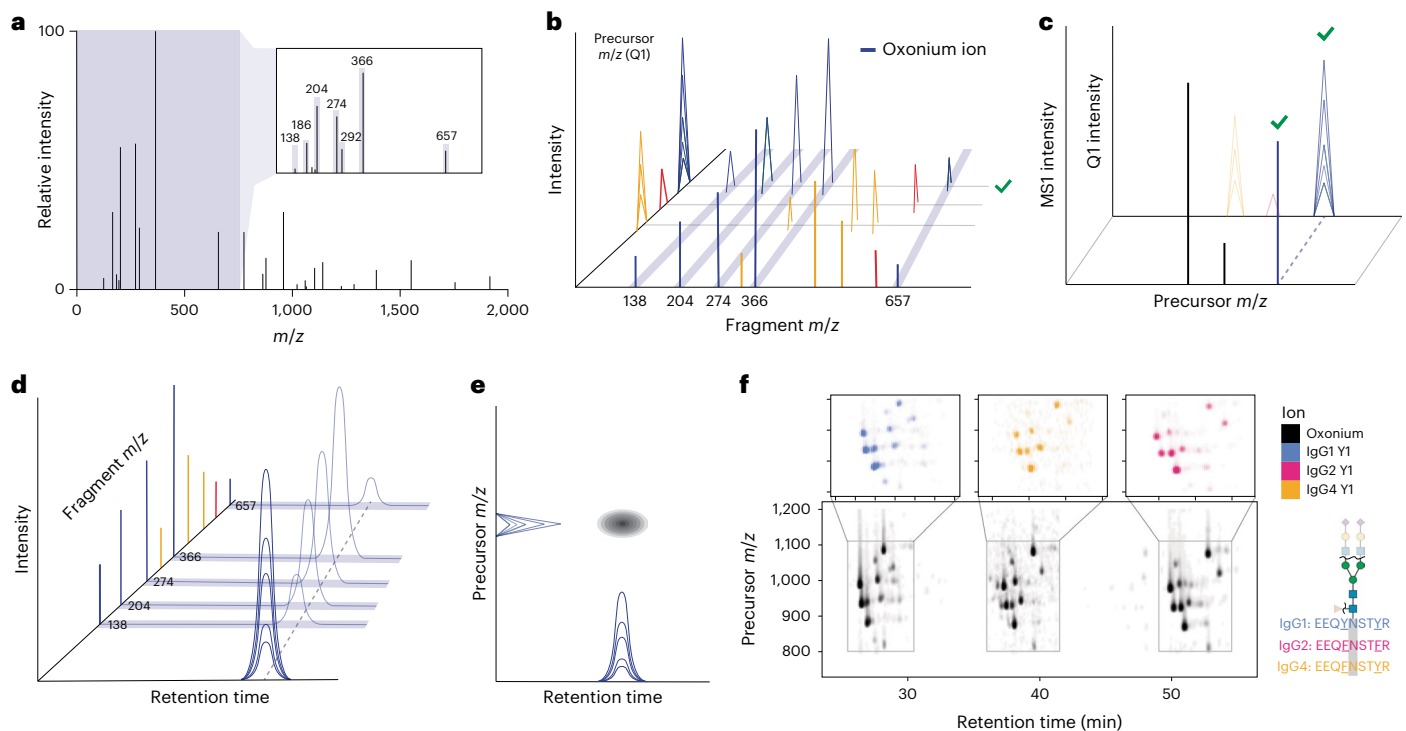 a
100
0
Relative intensity
0
500
1,000
1,500
2,000
m/z
138
186
204
274
292
366
657
b
Precursor
m/z (Q1)
Oxonium ion
Intensity
138
204
274
366
657
Fragment m/z
c
MS1 intensity
Q1 intensity
Precursor m/z
d
Intensity
Fragment m/z
657
366
274
204
138
Retention time
e
Precursor m/z
Retention time
f
1,200
1,100
1,000
900
800
Precursor m/z
30
40
50
Retention time (min)
Ion
Oxonium
IgG1 Y1
IgG2 Y1
IgG4 Y1
IgG1: EEQYNSTYR
IgG2: EEQFNSTFR
IgG4: EEQFNSTYR